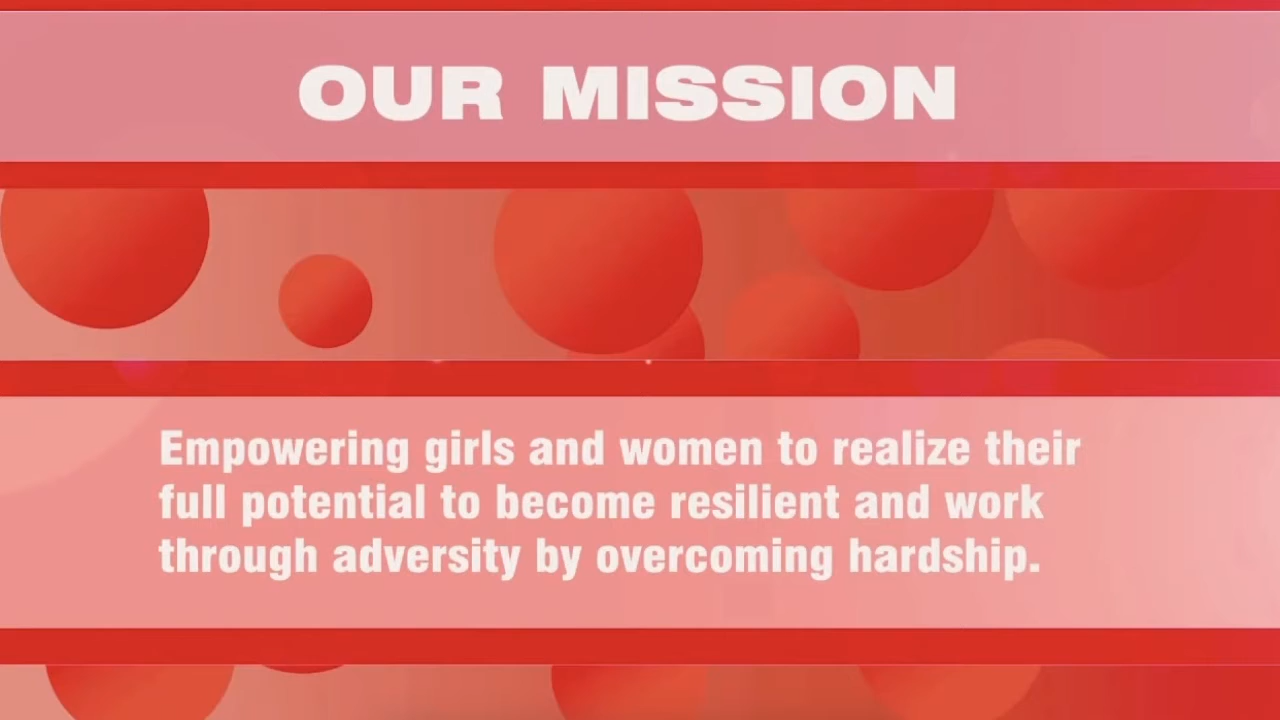 OUR MISSION
Empowering girls and women to realize their
full potential to become resilient and work
through adversity by overcoming hardship.